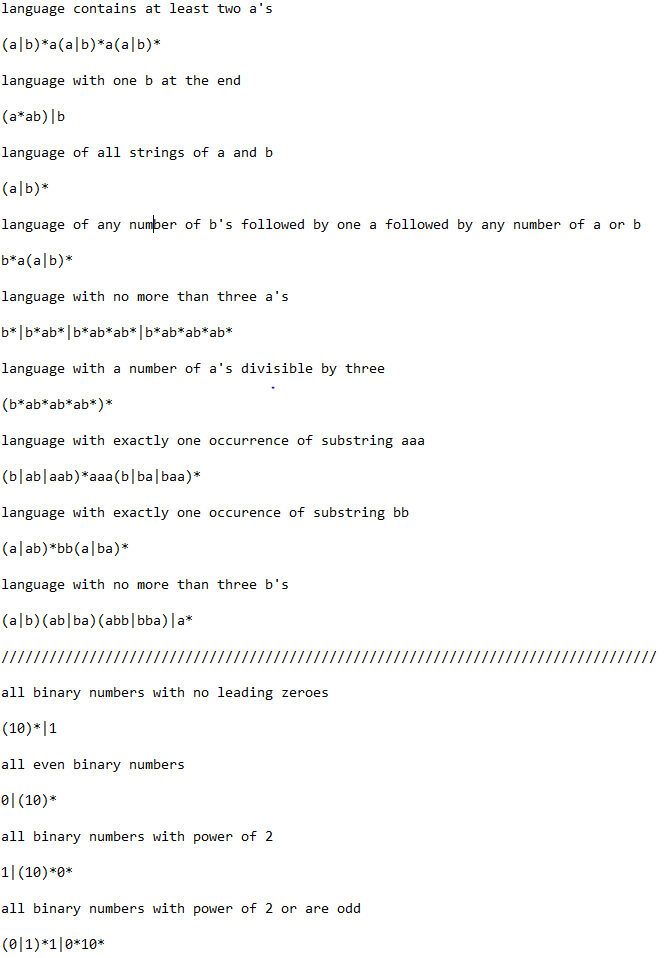 language contains at least two a's
(a|b)*a(a|b)*a(a|b)*
language with one b at the end
(a*ab)|b
language of all strings of a and b
(a|b)*
language of any number of b's followed by one a followed by any number of a or b
b*a(a|b)*
language with no more than three a's
b*|b*ab*|b*ab*ab*|b*ab*ab*ab*
language with a number of a's divisible by three
(b*ab*ab*ab*)*
language with exactly one occurrence of substring aaa
(b|ab|aab)*aaa(b|ba|baa)*
language with exactly one occurence of substring bb
(a|ab)*bb(a|ba)*
language with no more than three b's
(a|b)(ab|ba)(abb|bba)|a*
//////////////////////////////////////////////////////////////////////////////////
all binary numbers with no leading zeroes
(10)*|1
all even binary numbers
0|(10)*
all binary numbers with power of 2
1|(10)*0*
all binary numbers with power of 2 or are odd
(0|1)*1|0*10*